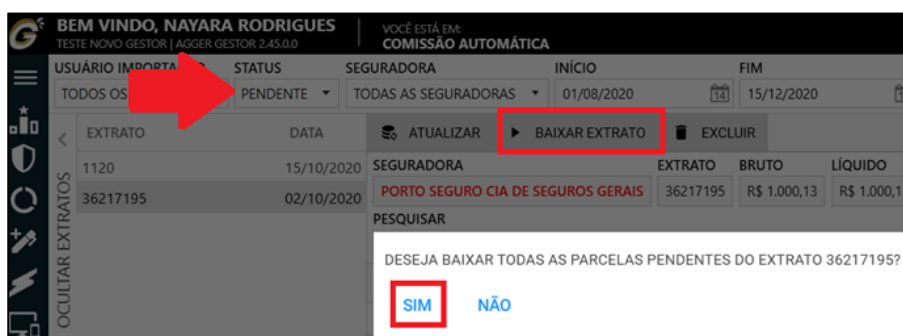 BEM VINDO, NAYARA RODRIGUES
TESTE NOVO GESTOR | AGGER GESTOR 2.45.0.0
VOCÊ ESTÁ EM:
COMISSÃO AUTOMÁTICA
USUÁRIO IMPORTAÇÃO STATUS SEGURADORA INÍCIO FIM
TODOS OS PENDENTE TODAS AS SEGURADORAS 01/08/2020 14 15/12/2020
EXTRATO DATA ATUALIZAR BAIXAR EXTRATO EXCLUIR
1120 15/10/2020
36217195 02/10/2020
SEGURADORA EXTRATO BRUTO LÍQUIDO
PORTO SEGURO CIA DE SEGUROS GERAIS 36217195 R$ 1.000,13 R$ 1.000,1
PESQUISAR
OCULTAR EXTRATOS
DESEJA BAIXAR TODAS AS PARCELAS PENDENTES DO EXTRATO 36217195?
SIM NÃO